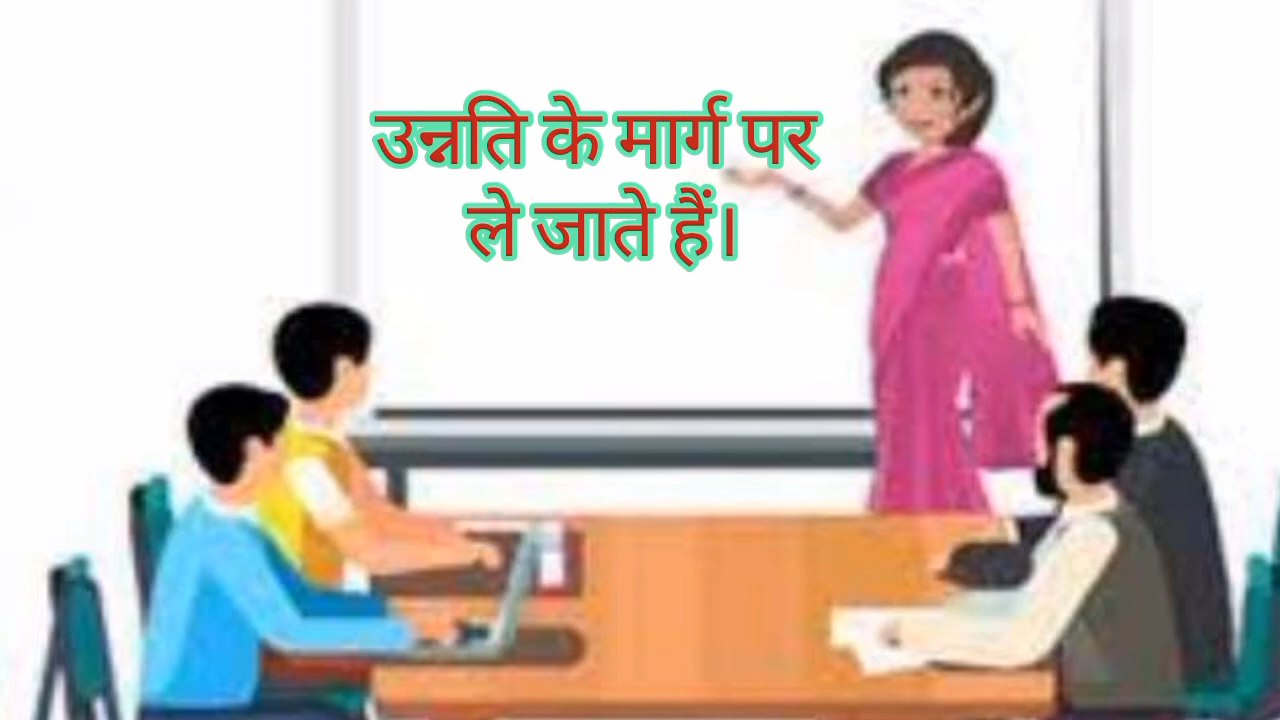 उन्नति के मार्ग पर
ले जाते हैं।